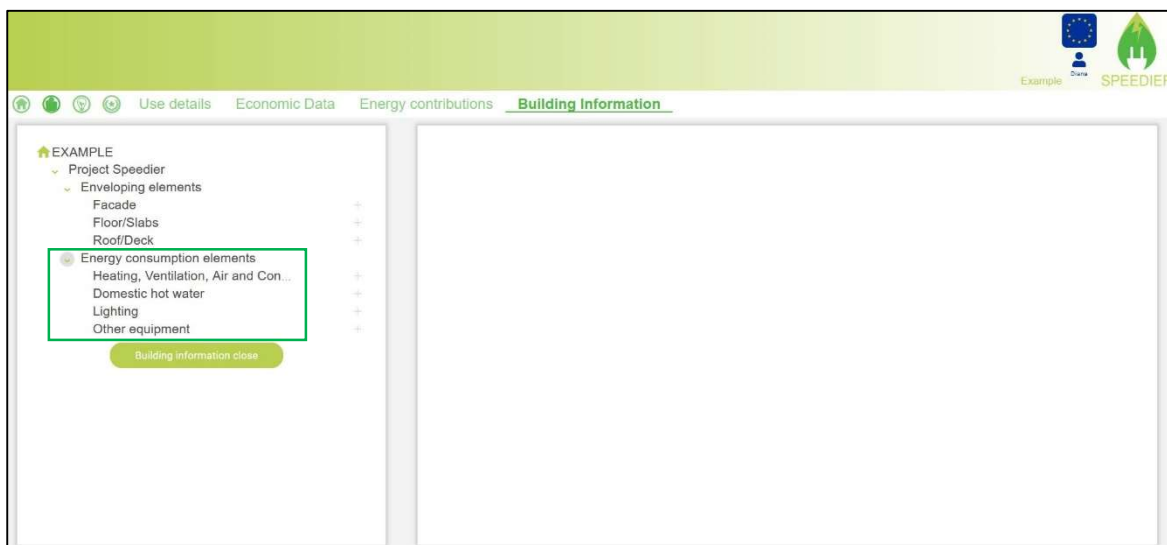 Diana
Example
SPEEDIER
Use details Economic Data Energy contributions Building Information
EXAMPLE
Project Speedier
Enveloping elements
Facade +
Floor/Slabs +
Roof/Deck +
Energy consumption elements
Heating, Ventilation, Air and Con... +
Domestic hot water +
Lighting +
Other equipment +
Building information close